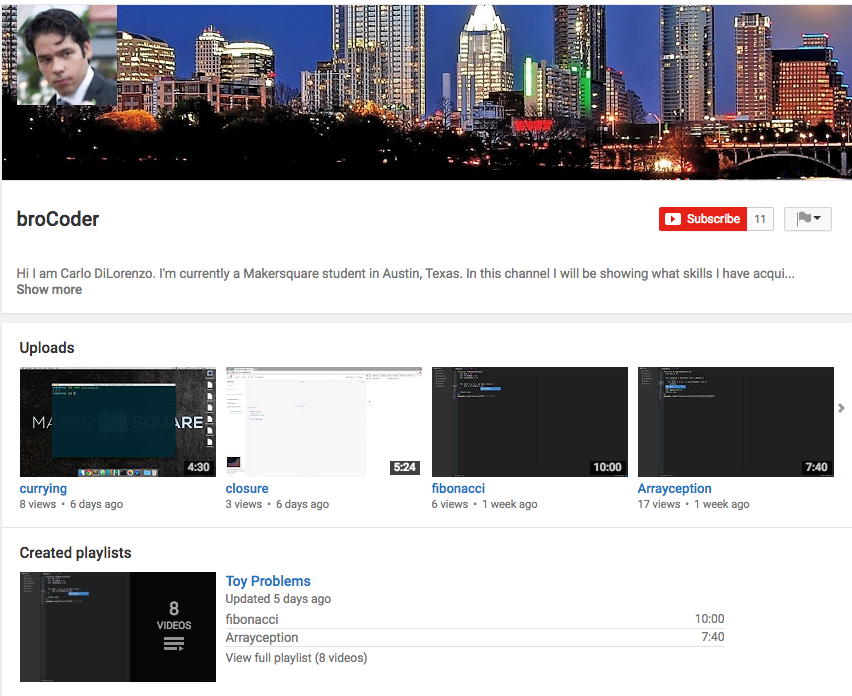 broCoder
Subscribe 11
Hi I am Carlo DiLorenzo. I'm currently a Makersquare student in Austin, Texas. In this channel I will be showing what skills I have acqui...
Show more
Uploads
MAKER SQUARE
4:30
5:24
10:00
7:40
currying
8 views • 6 days ago
closure
3 views • 6 days ago
fibonacci
6 views • 1 week ago
Arrayception
17 views • 1 week ago
Created playlists
8
VIDEOS
Toy Problems
Updated 5 days ago
fibonacci 10:00
Arrayception 7:40
View full playlist (8 videos)